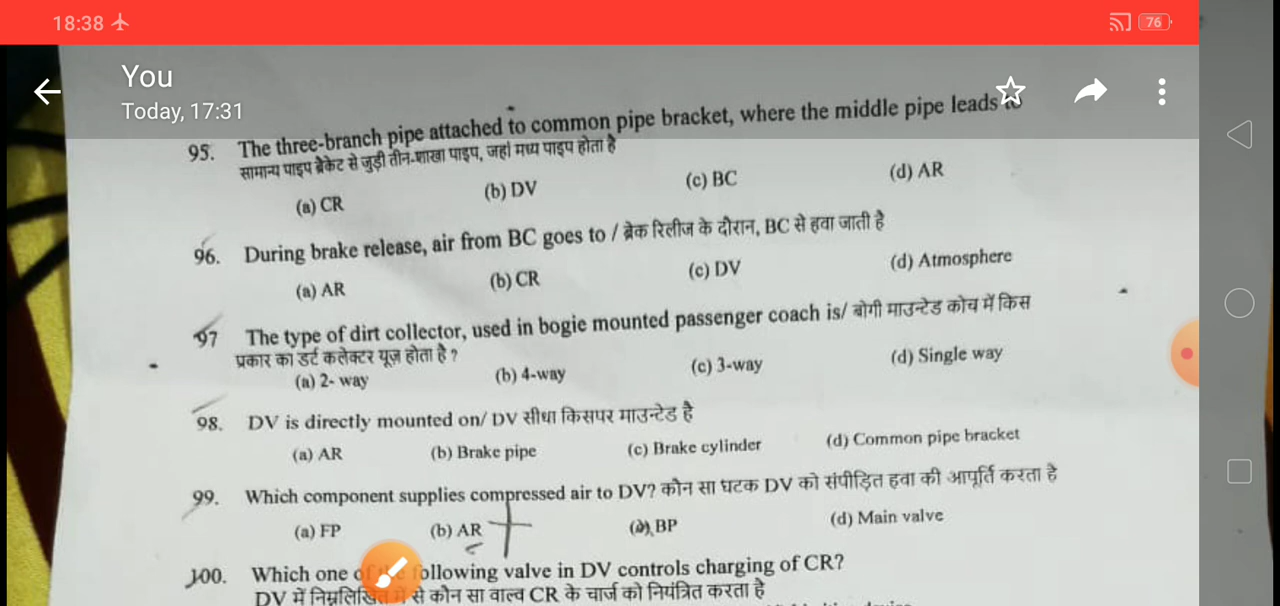 18:38
76
You
Today, 17:31
95. The three-branch pipe attached to common pipe bracket, where the middle pipe leads to
सामान्य पाइप ब्रैकेट से जुड़ी तीन-शाखा पाइप, जहां मध्य पाइप होता है
(a) CR (b) DV (c) BC (d) AR
96. During brake release, air from BC goes to / ब्रेक रिलीज के दौरान, BC से हवा जाती है
(a) AR (b) CR (c) DV (d) Atmosphere
97 The type of dirt collector, used in bogie mounted passenger coach is/ बोगी माउन्टेड कोच में किस
प्रकार का डर्ट कलेक्टर यूज़ होता है ?
(a) 2- way (b) 4-way (c) 3-way (d) Single way
98. DV is directly mounted on/ DV सीधा किसपर माउन्टेड है
(a) AR (b) Brake pipe (c) Brake cylinder (d) Common pipe bracket
99. Which component supplies compressed air to DV? कौन सा घटक DV को संपीड़ित हवा की आपूर्ति करता है
(a) FP (b) AR BP (d) Main valve
100. Which one of the following valve in DV controls charging of CR?
DV में निम्नलिखित में से कौन सा वाल्व CR के चार्ज को नियंत्रित करता है